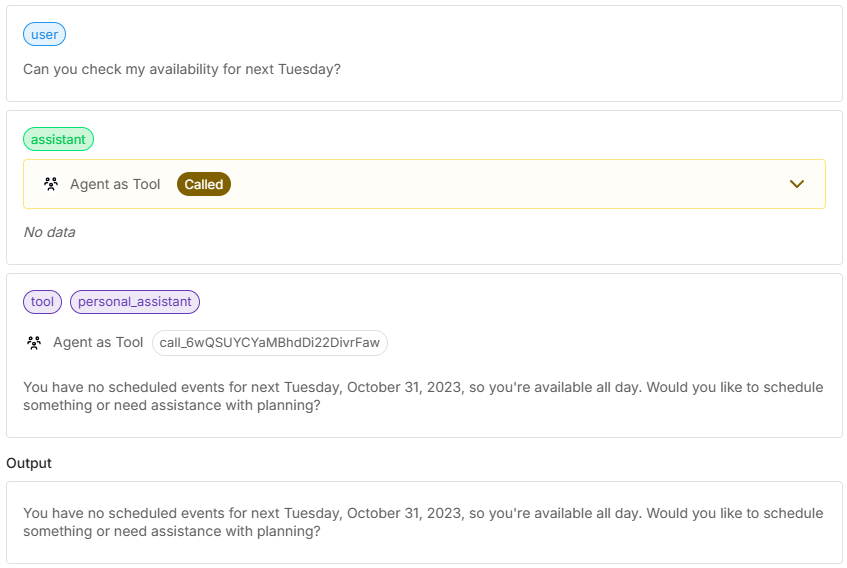 user
Can you check my availability for next Tuesday?
assistant
Agent as Tool Called
No data
tool personal_assistant
Agent as Tool call_6wQSUYCYaMBhdDi22DivrFaw
You have no scheduled events for next Tuesday, October 31, 2023, so you're available all day. Would you like to schedule
something or need assistance with planning?
Output
You have no scheduled events for next Tuesday, October 31, 2023, so you're available all day. Would you like to schedule
something or need assistance with planning?